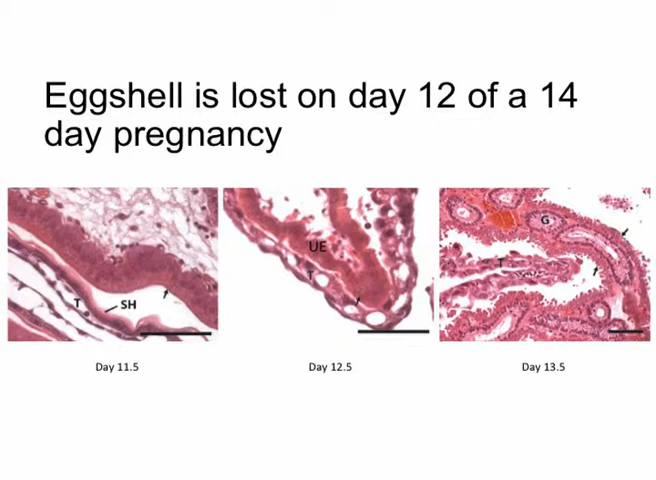 Eggshell is lost on day 12 of a 14
day pregnancy
T
SH
UE
T
G
T
Day 11.5
Day 12.5
Day 13.5